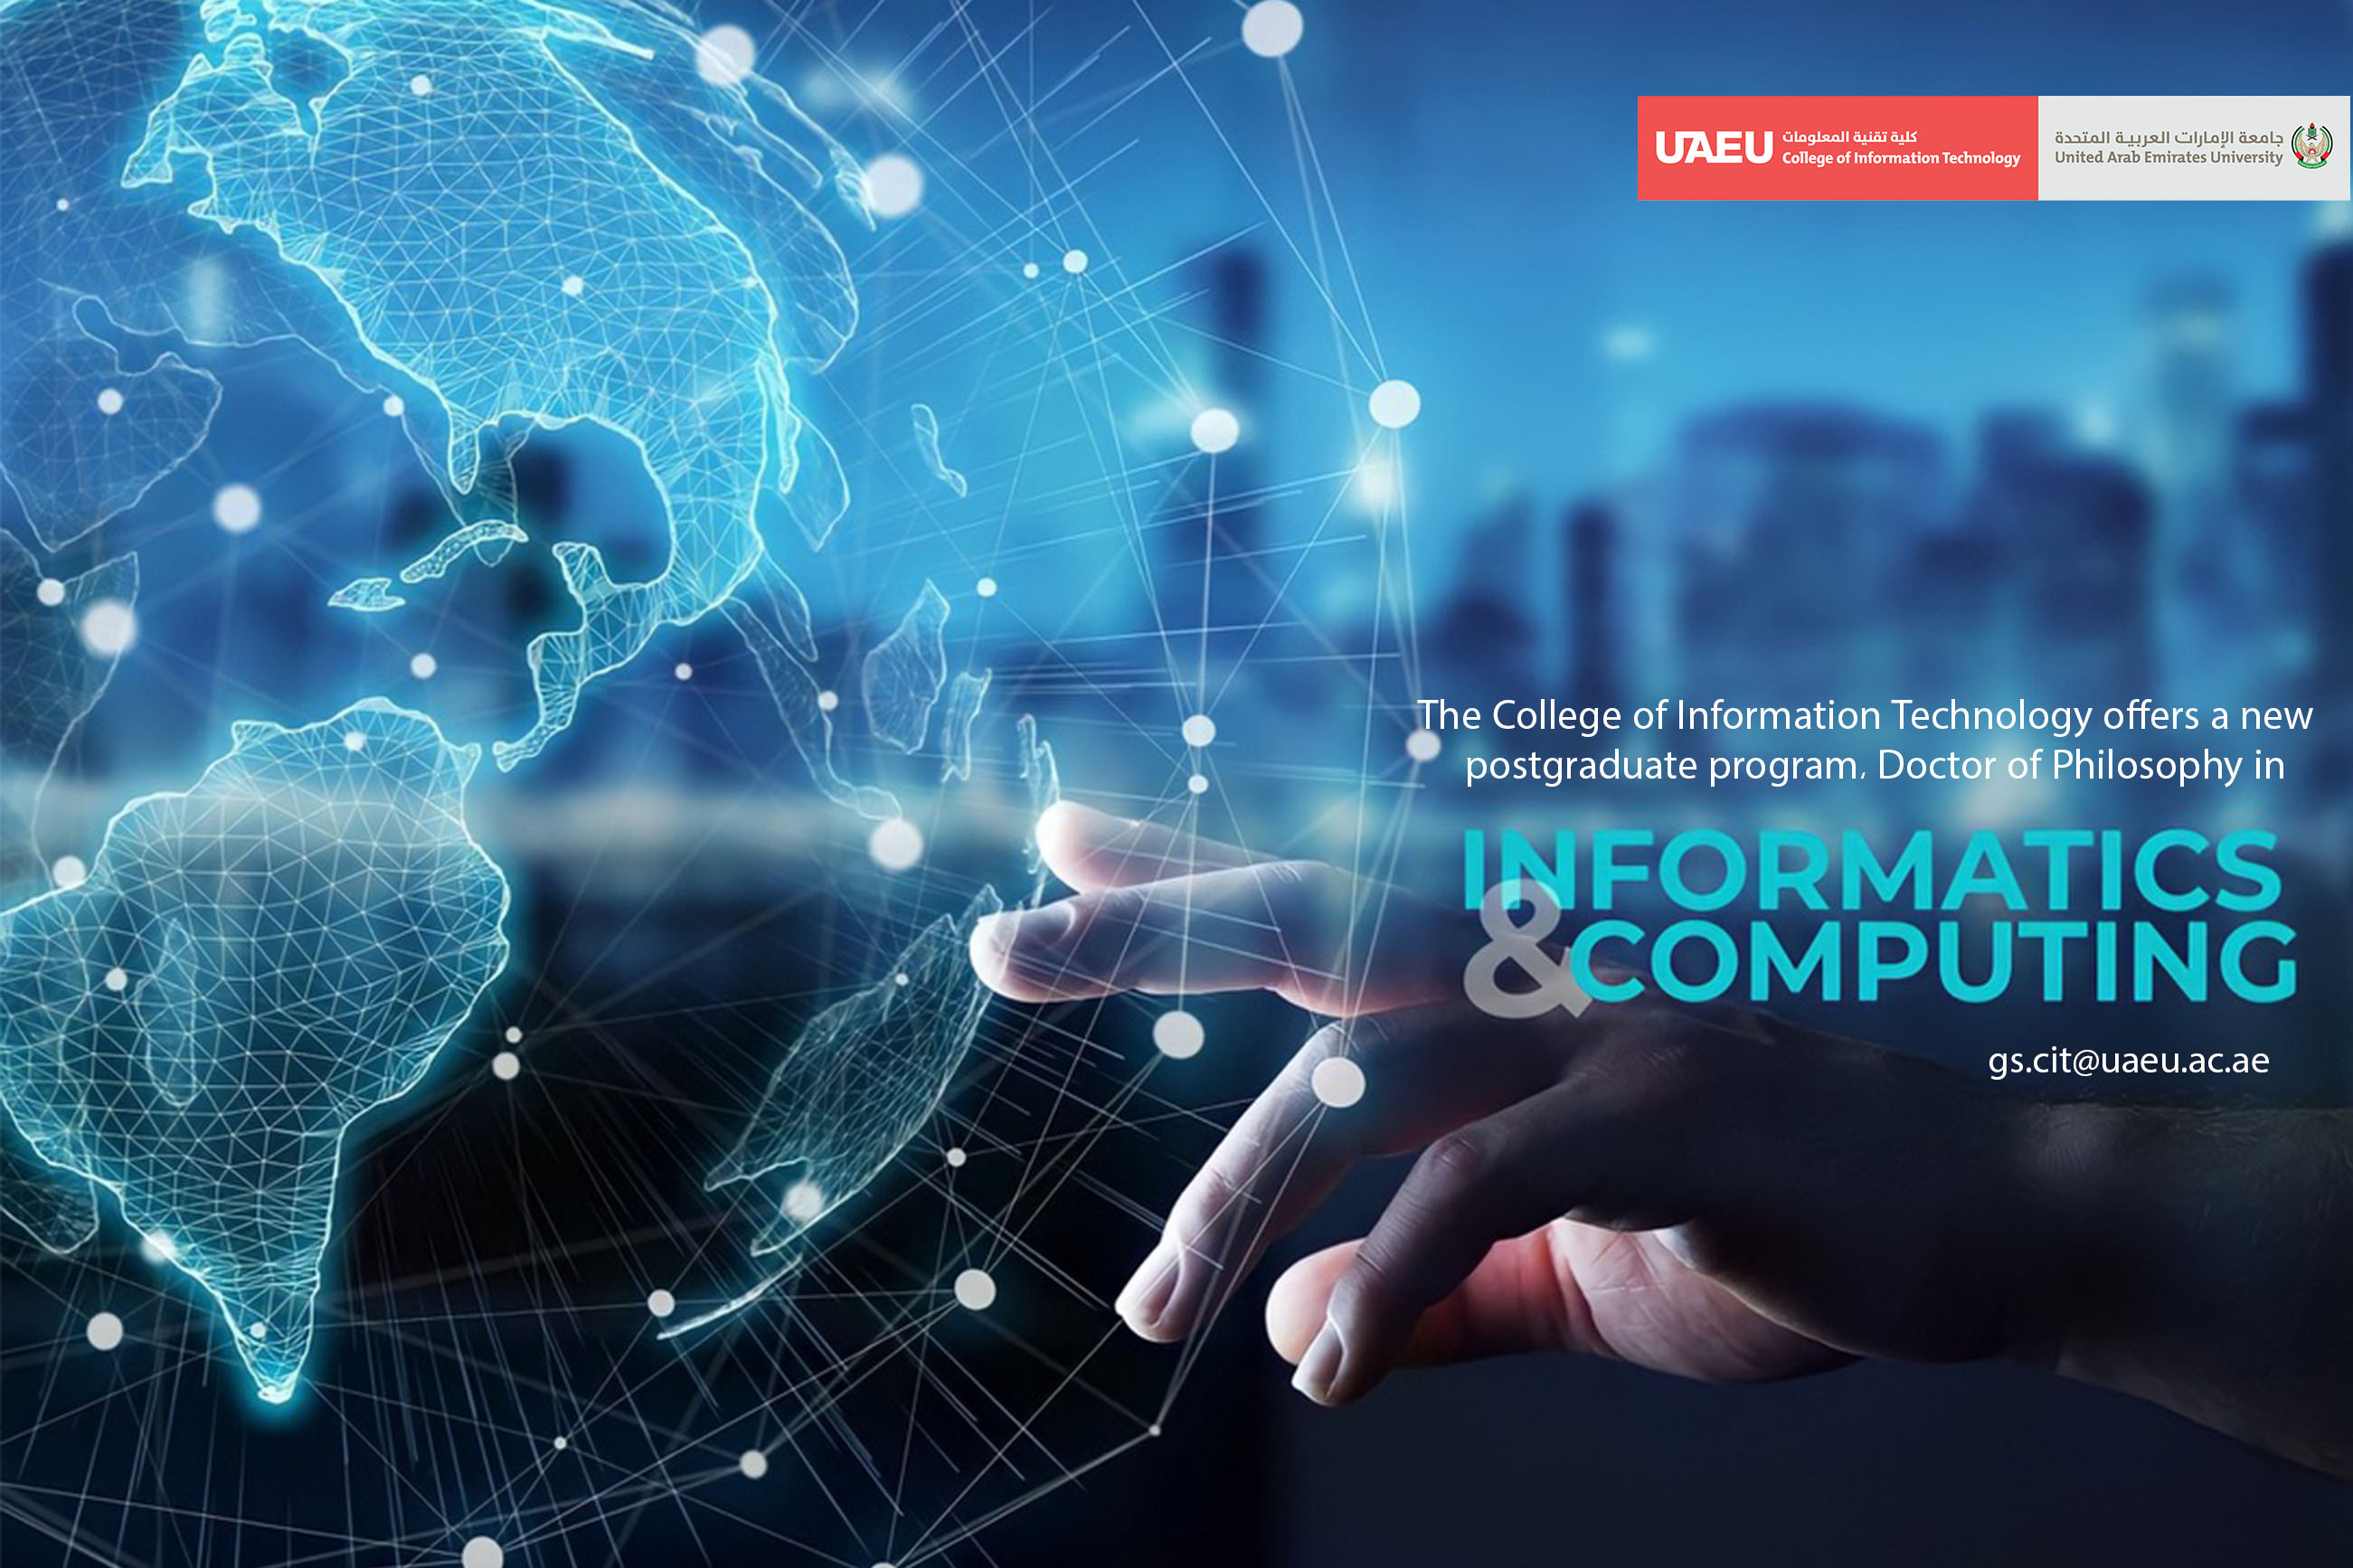 UAEU
كلية تقنية المعلومات
College of Information Technology
جامعة الإمارات العربية المتحدة
United Arab Emirates University
The College of Information Technology offers a new
postgraduate program, Doctor of Philosophy in
INFORMATICS
&COMPUTING
gs.cit@uaeu.ac.ae